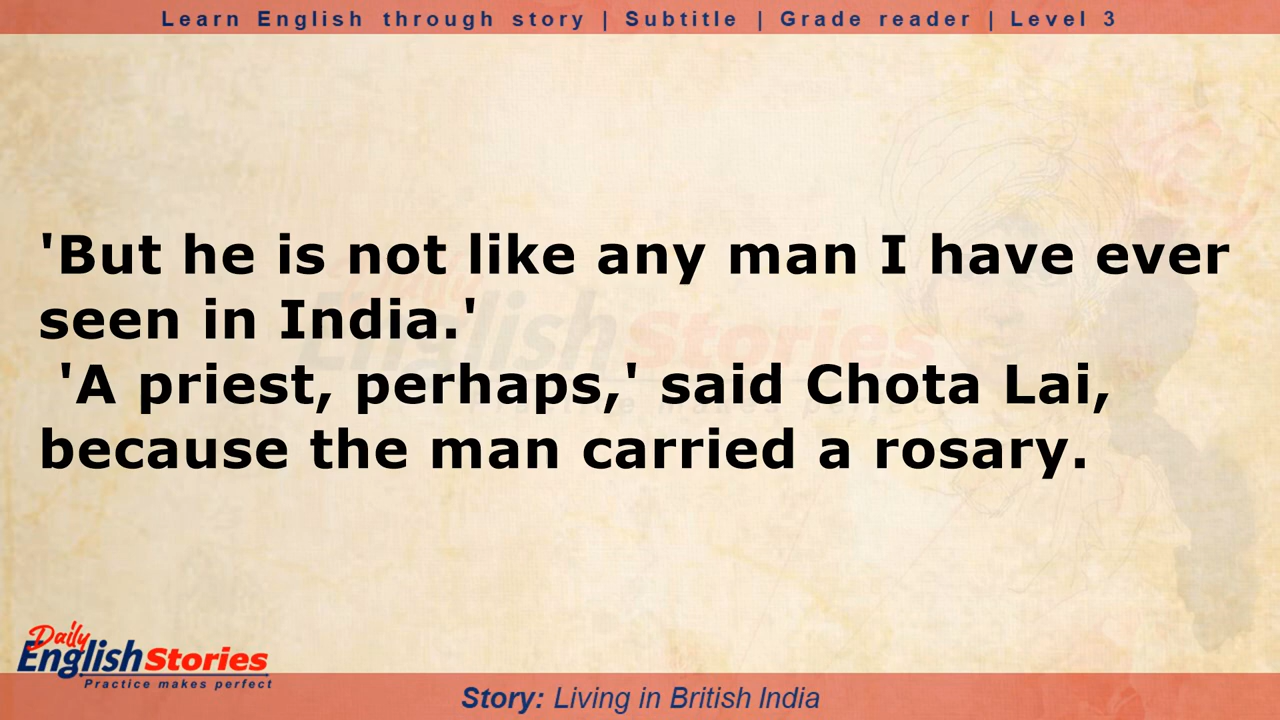 Learn English through story | Subtitle | Grade reader | Level 3
'But he is not like any man I have ever
seen in India.'
'A priest, perhaps,' said Chota Lai,
because the man carried a rosary.
Daily
English Stories
Practice makes perfect
Story: Living in British India